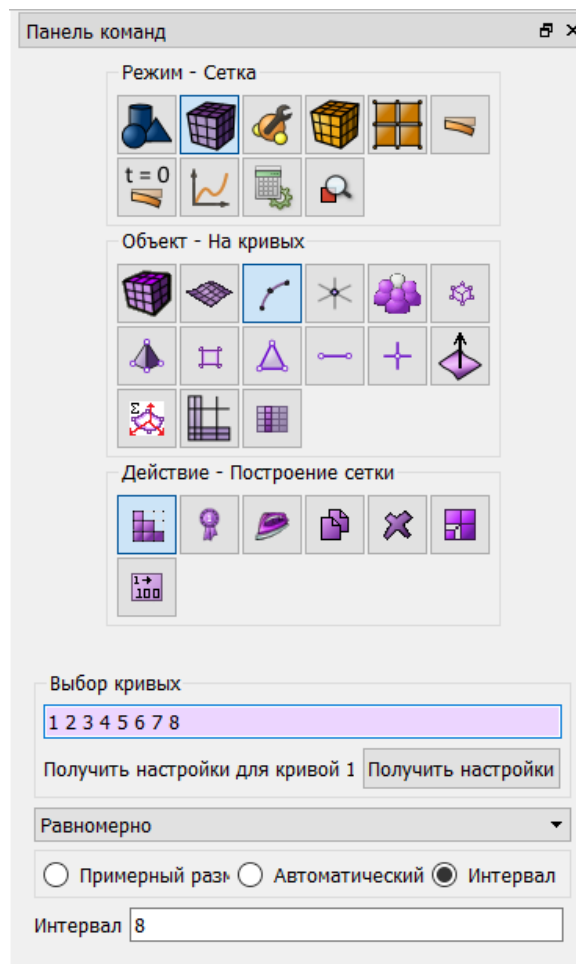 Панель команд
Режим - Сетка
t = 0
Объект - На кривых
Σ
Действие - Построение сетки
1→
100
Выбор кривых
1 2 3 4 5 6 7 8
Получить настройки для кривой 1 Получить настройки
Равномерно
Примерный разм Автоматический Интервал
Интервал 8